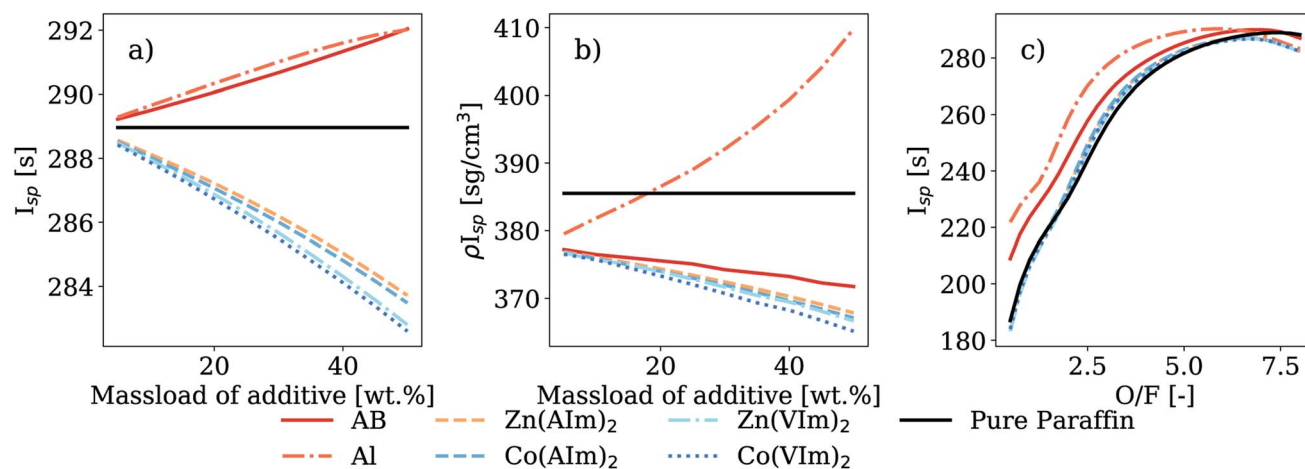 a)
292
290
288
286
284
I_sp [s]
20
40
Massload of additive [wt.%]
b)
410
400
390
380
370
ρI_sp [sg/cm³]
20
40
Massload of additive [wt.%]
c)
280
260
240
220
200
180
I_sp [s]
2.5
5.0
7.5
O/F [-]
AB
Zn(AIm)₂
Zn(VIm)₂
Pure Paraffin
Al
Co(AIm)₂
Co(VIm)₂